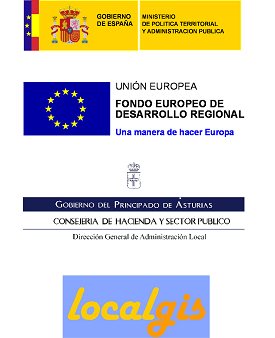 GOBIERNO
DE ESPAÑA
MINISTERIO
DE POLITICA TERRITORIAL
Y ADMINISTRACION PUBLICA
UNIÓN EUROPEA
FONDO EUROPEO DE
DESARROLLO REGIONAL
Una manera de hacer Europa
GOBIERNO DEL PRINCIPADO DE ASTURIAS
CONSEJERIA DE HACIENDA Y SECTOR PUBLICO
Dirección General de Administración Local
localgis